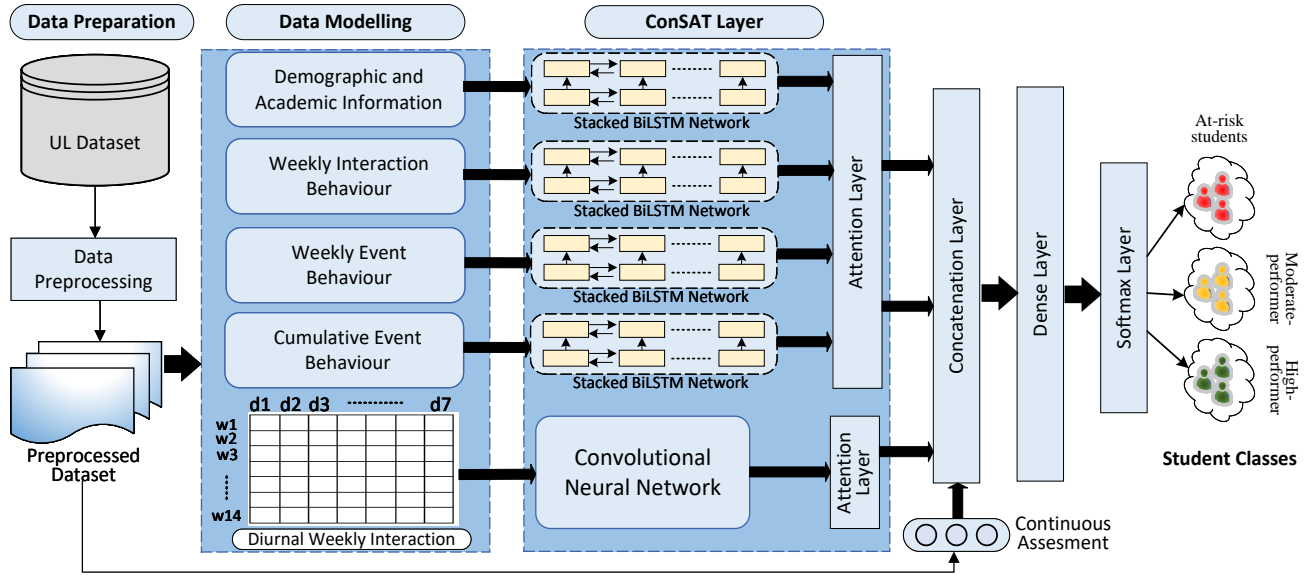 Data Preparation
Data Modelling
ConSAT Layer
UL Dataset
Data
Preprocessing
Preprocessed
Dataset
Demographic and
Academic Information
Weekly Interaction
Behaviour
Weekly Event
Behaviour
Cumulative Event
Behaviour
d1 d2 d3 ·········· d7
w1
w2
w3
w14
Diurnal Weekly Interaction
Stacked BiLSTM Network
Stacked BiLSTM Network
Stacked BiLSTM Network
Stacked BiLSTM Network
Convolutional
Neural Network
Attention Layer
Attention
Layer
Concatenation Layer
Continuous
Assesment
Dense Layer
Softmax Layer
At-risk
students
Moderate-
performer
High-
performer
Student Classes